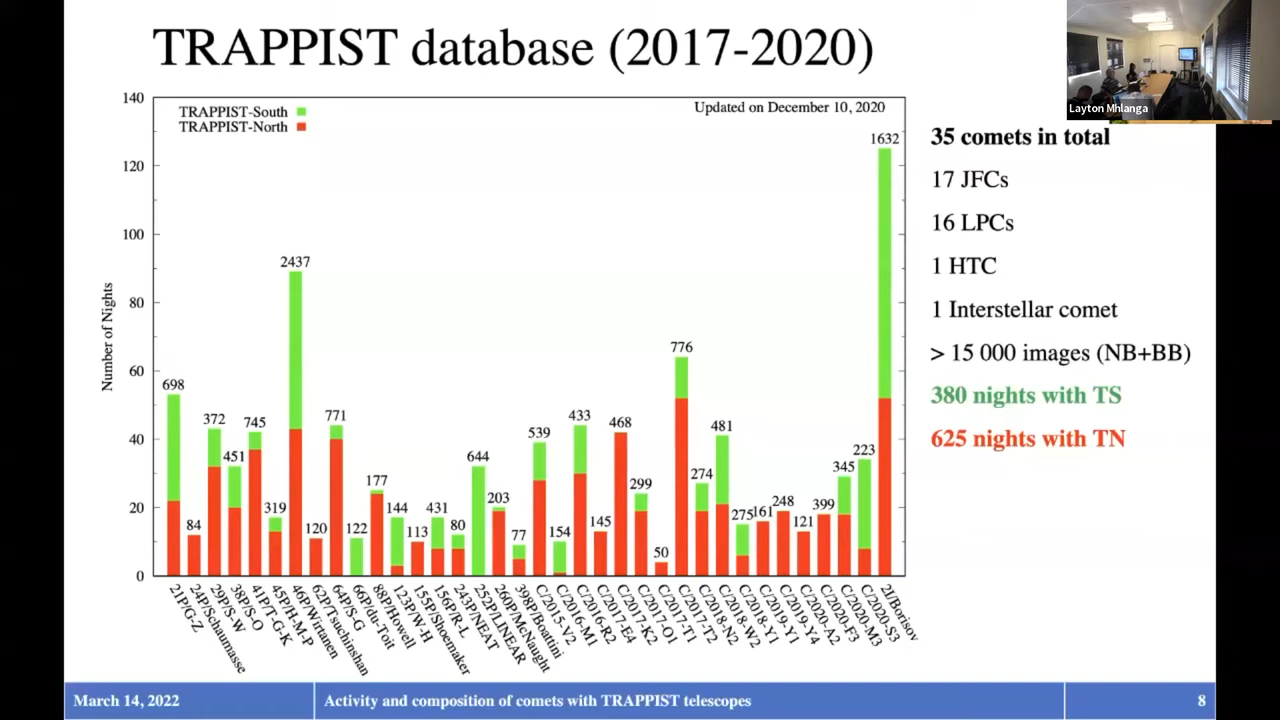 TRAPPIST database (2017-2020)
Layton Mhlanga
TRAPPIST-South
TRAPPIST-North
Updated on December 10, 2020
Number of Nights
140
120
100
80
60
40
20
0
698
84
372
451
745
319
2437
120
771
122
177
144
113
431
80
644
203
77
539
154
433
145
468
299
50
776
274
481
275
161
248
121
399
345
223
1632
21P/G-Z
24P/Schaumasse
29P/S-W
38P/S-O
41P/T-G-K
45P/H-M-P
46P/Wirtanen
62P/Tsuchinshan
64P/S-G
66P/du-Toit
88P/Howell
123P/W-H
155P/Shoemaker
156P/R-L
243P/NEAT
252P/LINEAR
260P/McNaught
398P/Boattini
C/2015-V2
C/2016-M1
C/2016-R2
C/2017-E4
C/2017-K2
C/2017-O1
C/2017-T1
C/2017-T2
C/2018-N2
C/2018-W2
C/2018-Y1
C/2019-Y1
C/2019-Y4
C/2020-A2
C/2020-F3
C/2020-M3
C/2020-S3
2I/Borisov
35 comets in total
17 JFCs
16 LPCs
1 HTC
1 Interstellar comet
> 15 000 images (NB+BB)
380 nights with TS
625 nights with TN
March 14, 2022
Activity and composition of comets with TRAPPIST telescopes
8